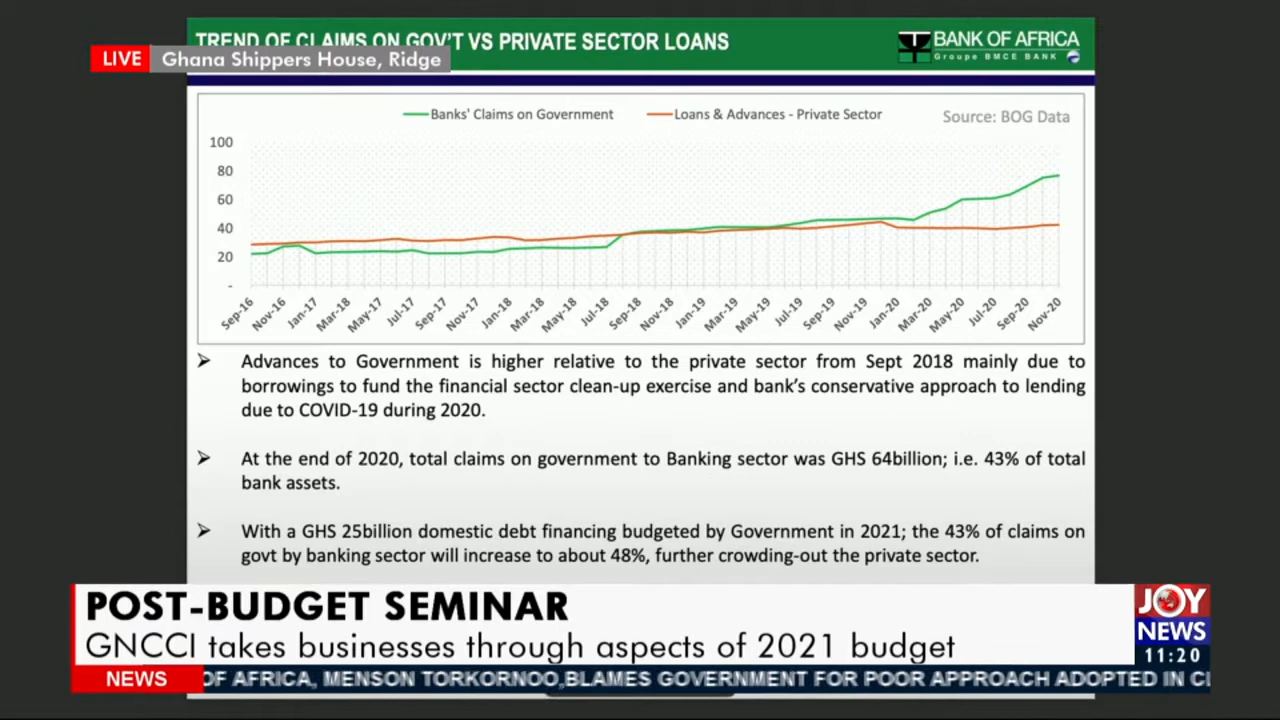 TREND OF CLAIMS ON GOV'T VS PRIVATE SECTOR LOANS
BANK OF AFRICA
Groupe BMCE BANK
LIVE
Ghana Shippers House, Ridge
Banks' Claims on Government
Loans & Advances - Private Sector
Source: BOG Data
100
80
60
40
20
-
Sep-16
Nov-16
Jan-17
Mar-17
May-17
Jul-17
Sep-17
Nov-17
Jan-18
Mar-18
May-18
Jul-18
Sep-18
Nov-18
Jan-19
Mar-19
May-19
Jul-19
Sep-19
Nov-19
Jan-20
Mar-20
May-20
Jul-20
Sep-20
Nov-20
Advances to Government is higher relative to the private sector from Sept 2018 mainly due to
borrowings to fund the financial sector clean-up exercise and bank's conservative approach to lending
due to COVID-19 during 2020.
At the end of 2020, total claims on government to Banking sector was GHS 64billion; i.e. 43% of total
bank assets.
With a GHS 25billion domestic debt financing budgeted by Government in 2021; the 43% of claims on
govt by banking sector will increase to about 48%, further crowding-out the private sector.
POST-BUDGET SEMINAR
GNCCI takes businesses through aspects of 2021 budget
JOY
NEWS
11:20
NEWS
OF AFRICA, MENSON TORKORNOO,BLAMES GOVERNMENT FOR POOR APPROACH ADOPTED IN